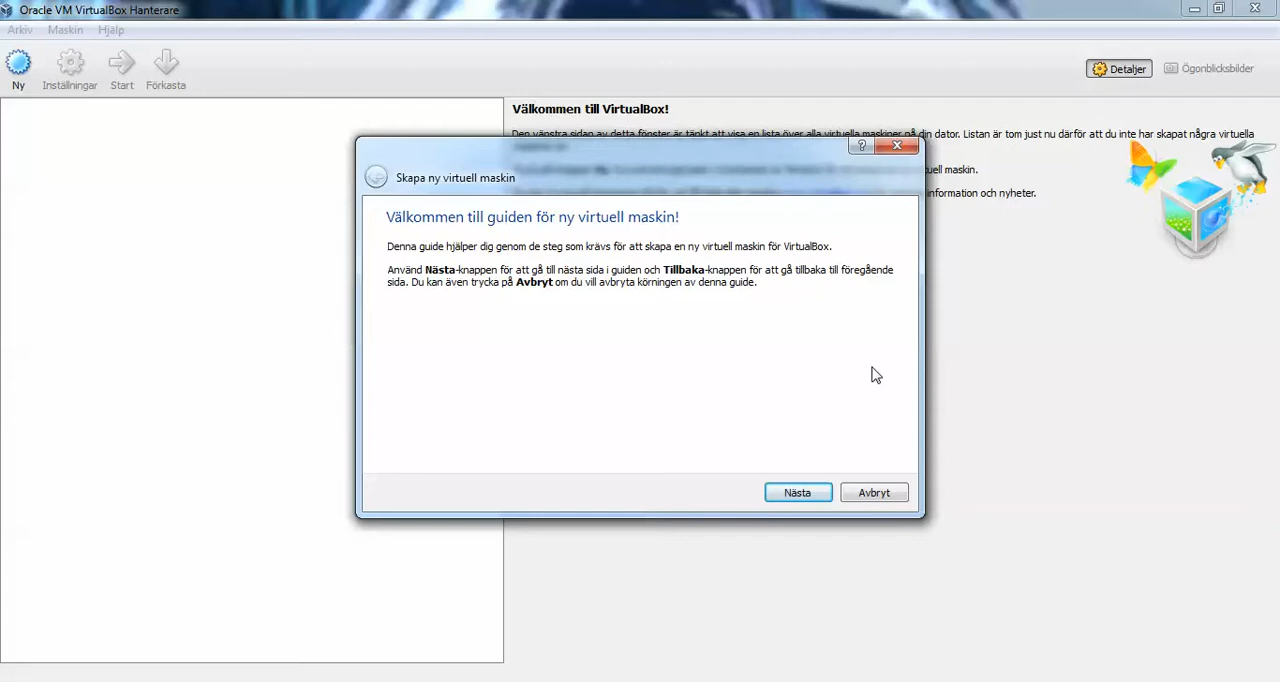 Oracle VM VirtualBox Hanterare
Arkiv Maskin Hjälp
Ny Inställningar Start Förkasta
Detaljer Ögonblicksbilder
Välkommen till VirtualBox!
Den vänstra sidan av detta fönster är tänkt att visa en lista över alla virtuella maskiner på din dator. Listan är tom just nu därför att du inte har skapat några virtuella
information och nyheter.
?
Skapa ny virtuell maskin
Välkommen till guiden för ny virtuell maskin!
Denna guide hjälper dig genom de steg som krävs för att skapa en ny virtuell maskin för VirtualBox.
Använd Nästa-knappen för att gå till nästa sida i guiden och Tillbaka-knappen för att gå tillbaka till föregående
sida. Du kan även trycka på Avbryt om du vill avbryta körningen av denna guide.
Nästa Avbryt